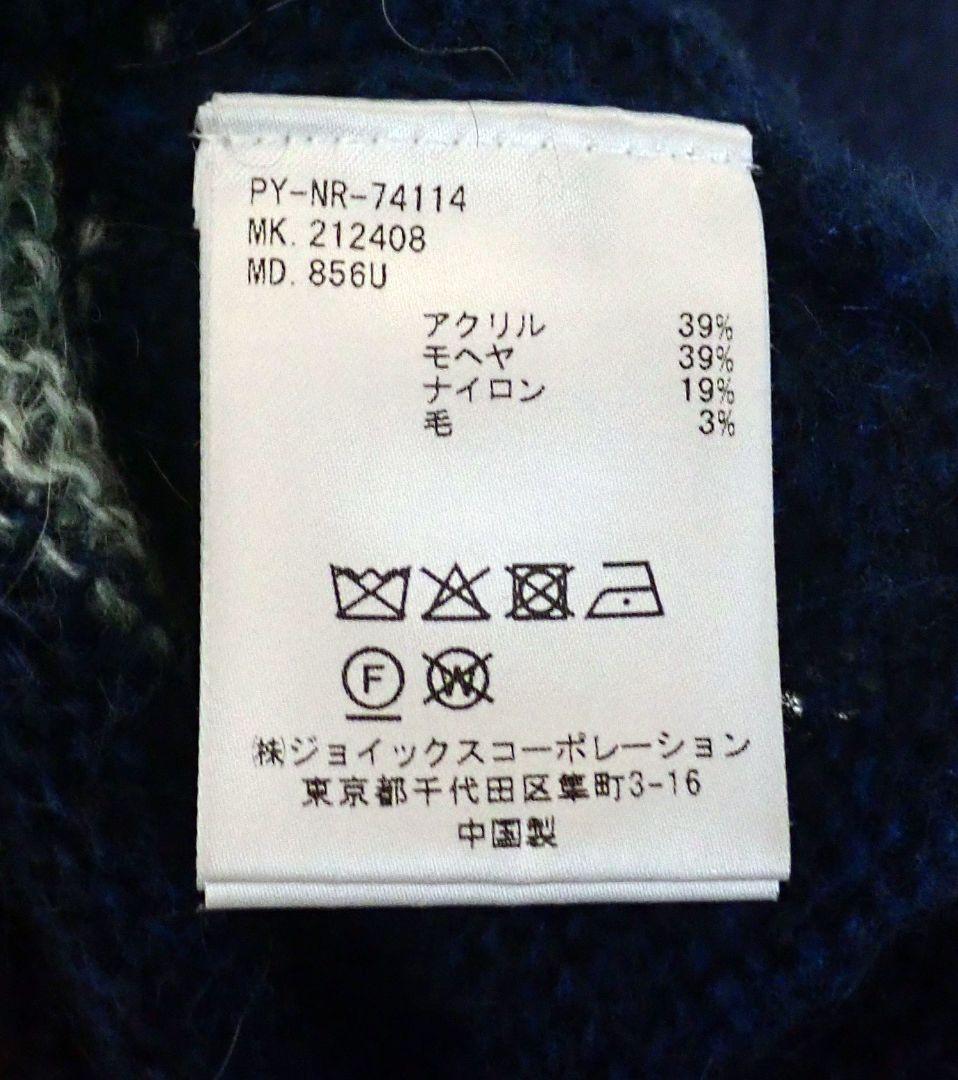 PY-NR-74114
MK. 212408
MD. 856U
アクリル 39%
モヘヤ 39%
ナイロン 19%
毛 3%
F W
㈱ジョイックスコーポレーション
東京都千代田区隼町3-16
中国製